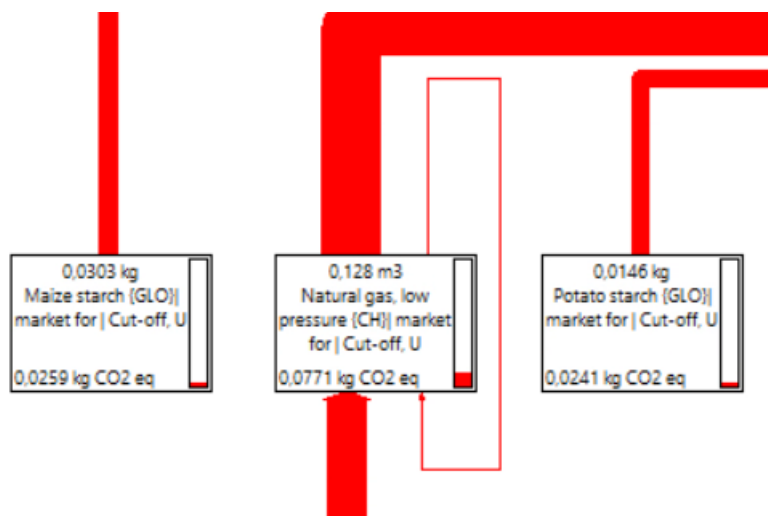 0,0303 kg
Maize starch {GLO}|
market for | Cut-off, U
0,0259 kg CO2 eq
0,128 m3
Natural gas, low
pressure {CH}| market
for | Cut-off, U
0,0771 kg CO2 eq
0,0146 kg
Potato starch {GLO}|
market for | Cut-off, U
0,0241 kg CO2 eq